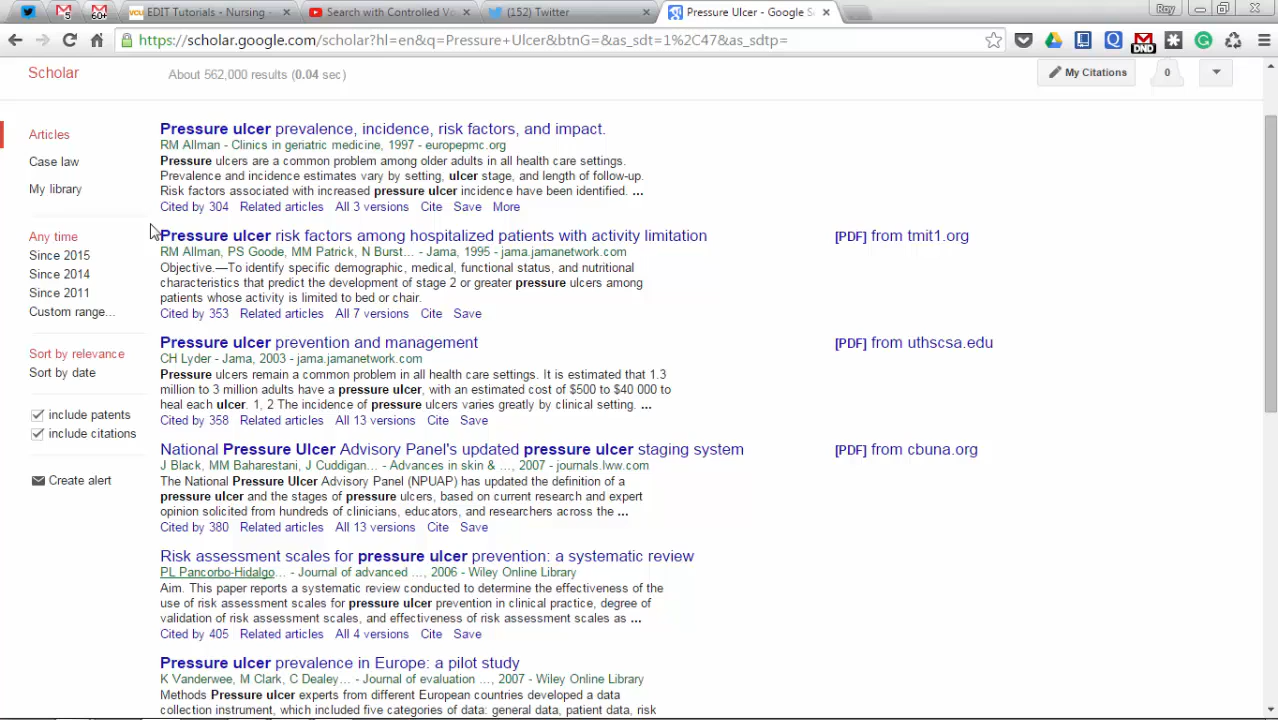 5
60+
EDIT Tutorials - Nursing -
Search with Controlled Vo
(152) Twitter
Pressure Ulcer - Google S
Ray
https://scholar.google.com/scholar?hl=en&q=Pressure+Ulcer&btnG=&as_sdt=1%2C47&as_sdtp=
DND
Scholar
About 562,000 results (0.04 sec)
My Citations
0
Articles
Case law
My library
Any time
Since 2015
Since 2014
Since 2011
Custom range...
Sort by relevance
Sort by date
include patents
include citations
Create alert
Pressure ulcer prevalence, incidence, risk factors, and impact.
RM Allman - Clinics in geriatric medicine, 1997 - europepmc.org
Pressure ulcers are a common problem among older adults in all health care settings.
Prevalence and incidence estimates vary by setting, ulcer stage, and length of follow-up.
Risk factors associated with increased pressure ulcer incidence have been identified. ...
Cited by 304 Related articles All 3 versions Cite Save More
Pressure ulcer risk factors among hospitalized patients with activity limitation
[PDF] from tmit1.org
RM Allman, PS Goode, MM Patrick, N Burst... - Jama, 1995 - jama.jamanetwork.com
Objective.—To identify specific demographic, medical, functional status, and nutritional
characteristics that predict the development of stage 2 or greater pressure ulcers among
patients whose activity is limited to bed or chair.
Cited by 353 Related articles All 7 versions Cite Save
Pressure ulcer prevention and management
[PDF] from uthscsa.edu
CH Lyder - Jama, 2003 - jama.jamanetwork.com
Pressure ulcers remain a common problem in all health care settings. It is estimated that 1.3
million to 3 million adults have a pressure ulcer, with an estimated cost of $500 to $40 000 to
heal each ulcer. 1, 2 The incidence of pressure ulcers varies greatly by clinical setting. ...
Cited by 358 Related articles All 13 versions Cite Save
National Pressure Ulcer Advisory Panel's updated pressure ulcer staging system
[PDF] from cbuna.org
J Black, MM Baharestani, J Cuddigan... - Advances in skin & ..., 2007 - journals.lww.com
The National Pressure Ulcer Advisory Panel (NPUAP) has updated the definition of a
pressure ulcer and the stages of pressure ulcers, based on current research and expert
opinion solicited from hundreds of clinicians, educators, and researchers across the ...
Cited by 380 Related articles All 13 versions Cite Save
Risk assessment scales for pressure ulcer prevention: a systematic review
PL Pancorbo-Hidalgo... - Journal of advanced ..., 2006 - Wiley Online Library
Aim. This paper reports a systematic review conducted to determine the effectiveness of the
use of risk assessment scales for pressure ulcer prevention in clinical practice, degree of
validation of risk assessment scales, and effectiveness of risk assessment scales as ...
Cited by 405 Related articles All 4 versions Cite Save
Pressure ulcer prevalence in Europe: a pilot study
K Vanderwee, M Clark, C Dealey... - Journal of evaluation ..., 2007 - Wiley Online Library
Methods Pressure ulcer experts from different European countries developed a data
collection instrument, which included five categories of data: general data, patient data, risk